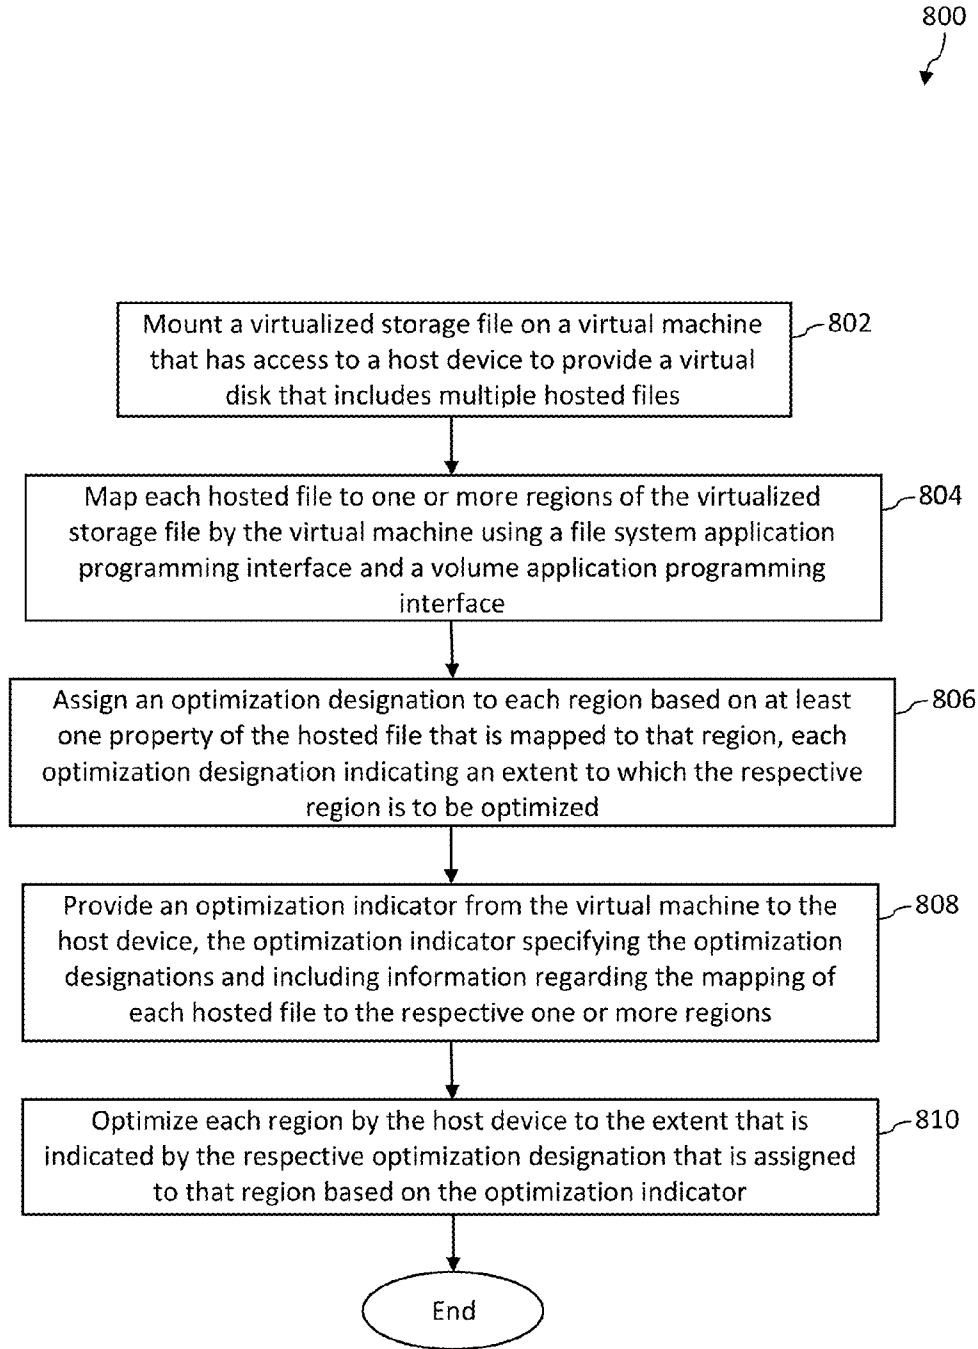 800
Mount a virtualized storage file on a virtual machine
that has access to a host device to provide a virtual
disk that includes multiple hosted files
802
Map each hosted file to one or more regions of the virtualized
storage file by the virtual machine using a file system application
programming interface and a volume application programming
interface
804
Assign an optimization designation to each region based on at least
one property of the hosted file that is mapped to that region, each
optimization designation indicating an extent to which the respective
region is to be optimized
806
Provide an optimization indicator from the virtual machine to the
host device, the optimization indicator specifying the optimization
designations and including information regarding the mapping of
each hosted file to the respective one or more regions
808
Optimize each region by the host device to the extent that is
indicated by the respective optimization designation that is assigned
to that region based on the optimization indicator
810
End